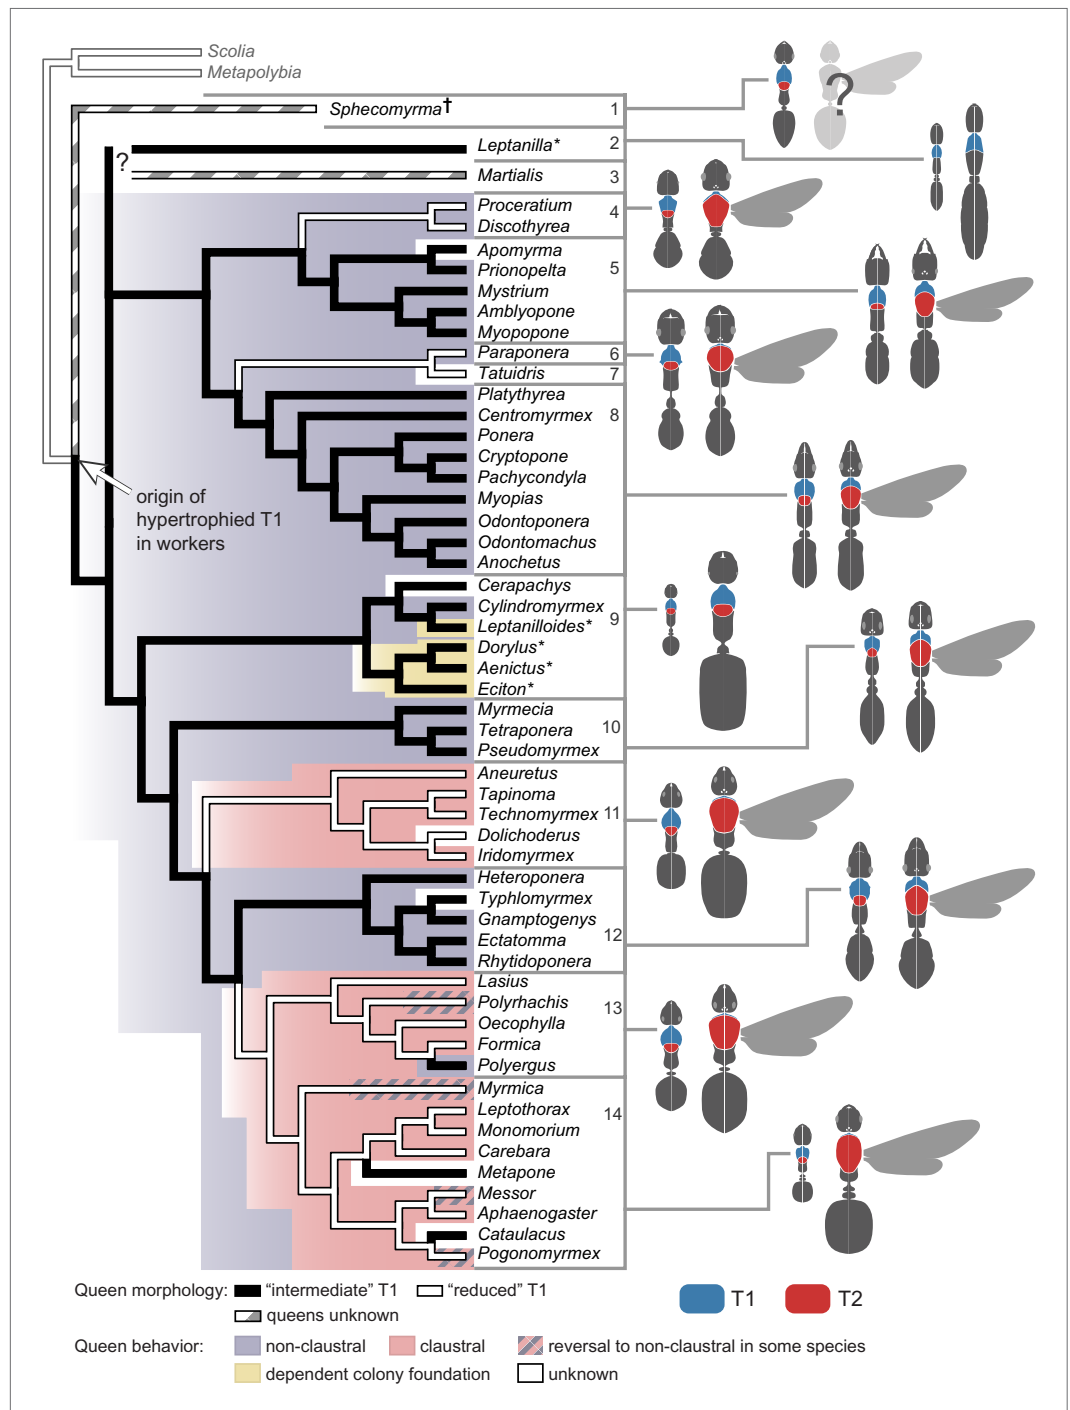 Scolia
Metapolybia
Sphecomyrma†
1
?
?
Leptanilla*
2
Martialis
3
Proceratium
4
Discothyrea
Apomyrma
5
Prionopelta
Mystrium
Amblyopone
Myopopone
Paraponera
6
Tatuidris
7
Platythyrea
Centromyrmex
8
Ponera
Cryptopone
Pachycondyla
Myopias
Odontoponera
Odontomachus
Anochetus
origin of
hypertrophied T1
in workers
Cerapachys
Cylindromyrmex
9
Leptanilloides*
Dorylus*
Aenictus*
Eciton*
Myrmecia
10
Tetraponera
Pseudomyrmex
Aneuretus
Tapinoma
Technomyrmex
11
Dolichoderus
Iridomyrmex
Heteroponera
Typhlomyrmex
Gnamptogenys
12
Ectatomma
Rhytidoponera
Lasius
Polyrhachis
13
Oecophylla
Formica
Polyergus
Myrmica
Leptothorax
14
Monomorium
Carebara
Metapone
Messor
Aphaenogaster
Cataulacus
Pogonomyrmex
Queen morphology: "intermediate" T1 "reduced" T1
queens unknown
T1 T2
Queen behavior: non-claustral claustral reversal to non-claustral in some species
dependent colony foundation unknown